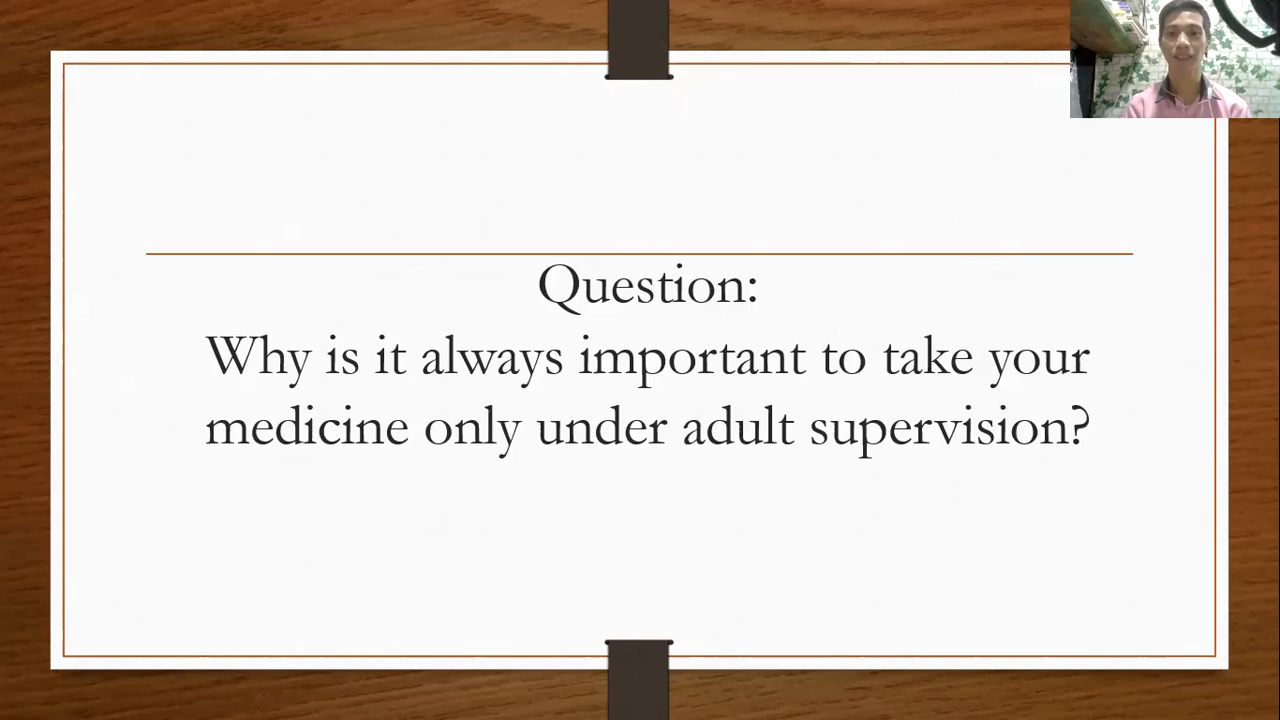 Question:
Why is it always important to take your
medicine only under adult supervision?